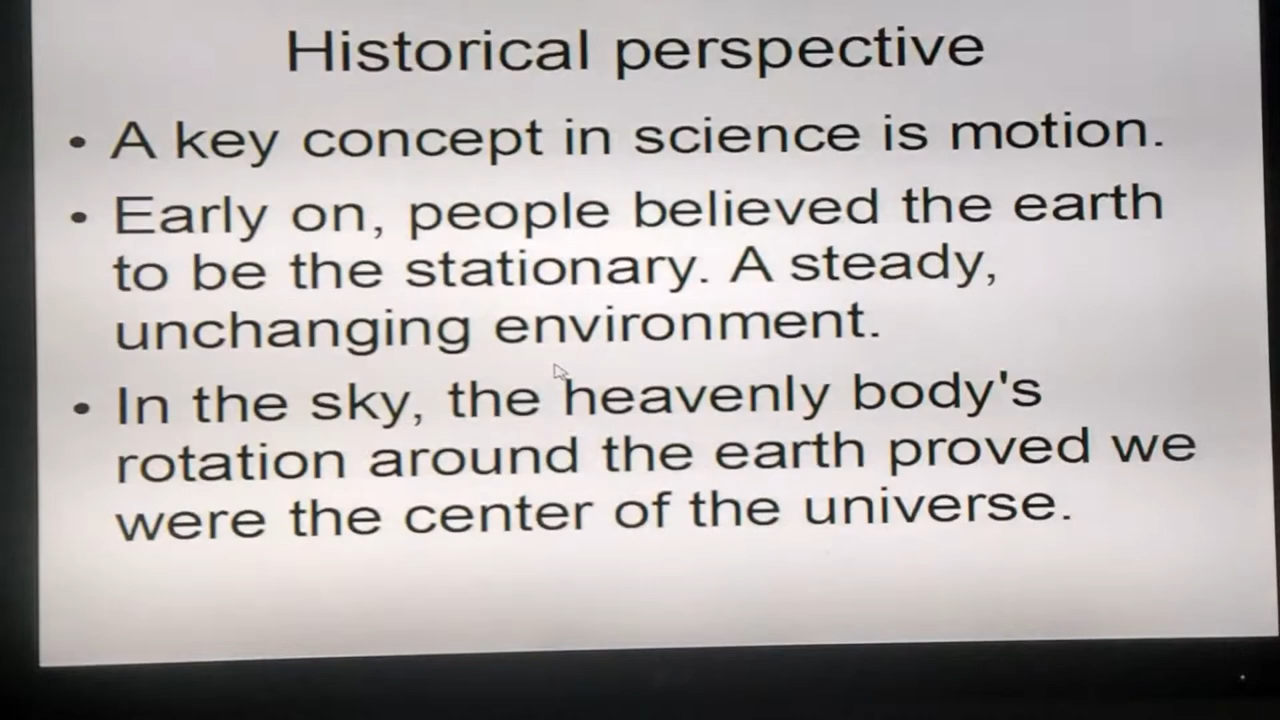 Historical perspective
• A key concept in science is motion.
• Early on, people believed the earth
to be the stationary. A steady,
unchanging environment.
• In the sky, the heavenly body's
rotation around the earth proved we
were the center of the universe.